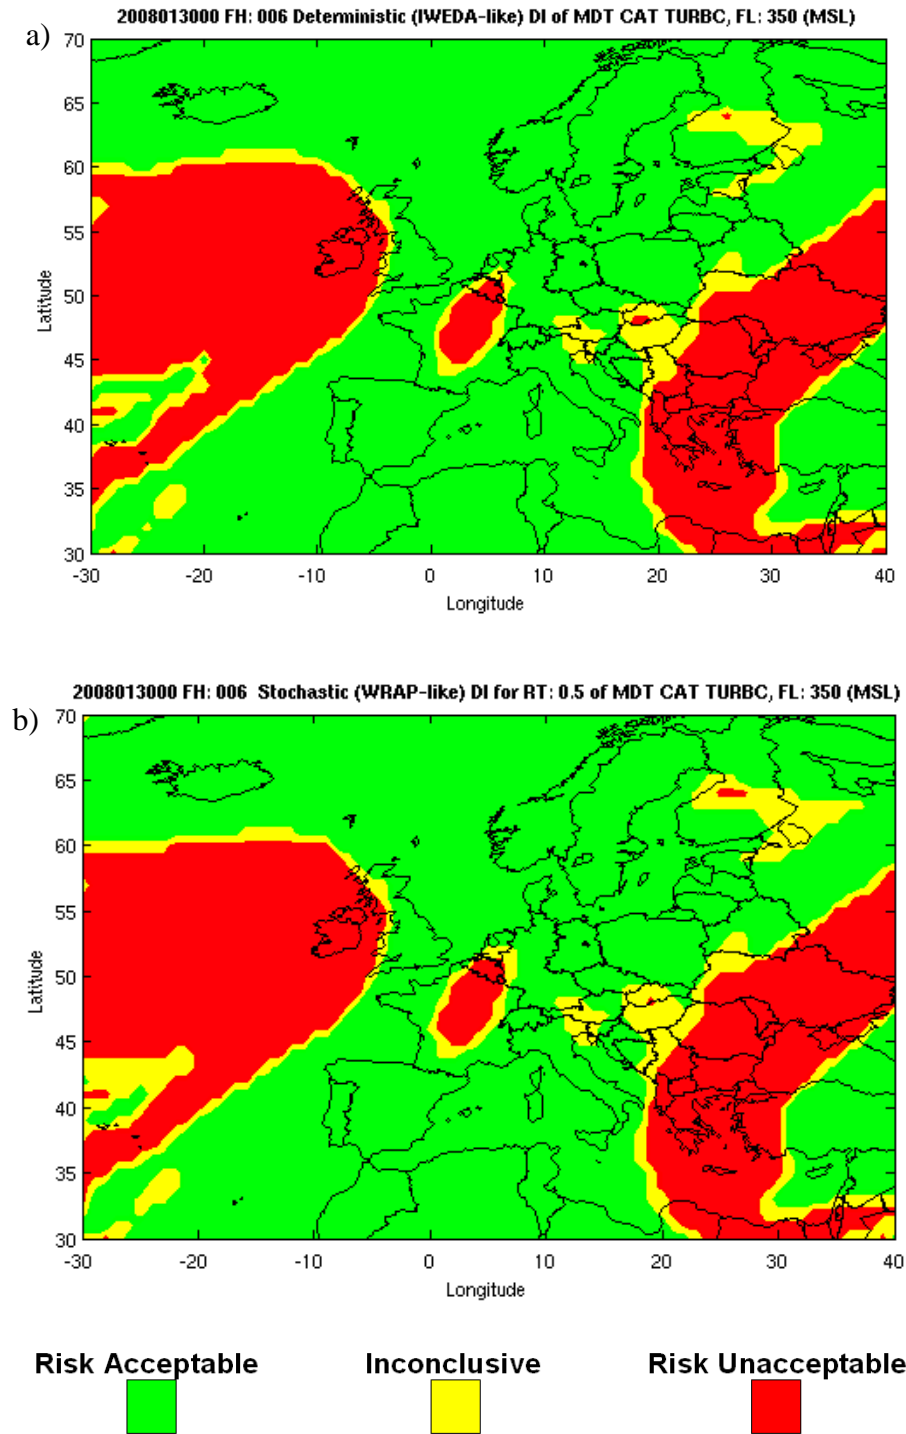 2008013000 FH: 006 Deterministic (IWEDA-like) DI of MDT CAT TURBC, FL: 350 (MSL)
a)
70
65
60
55
50
45
40
35
30
Latitude
-30 -20 -10 0 10 20 30 40
Longitude
2008013000 FH: 006 Stochastic (WRAP-like) DI for RT: 0.5 of MDT CAT TURBC, FL: 350 (MSL)
b)
70
65
60
55
50
45
40
35
30
Latitude
-30 -20 -10 0 10 20 30 40
Longitude
Risk Acceptable Inconclusive Risk Unacceptable